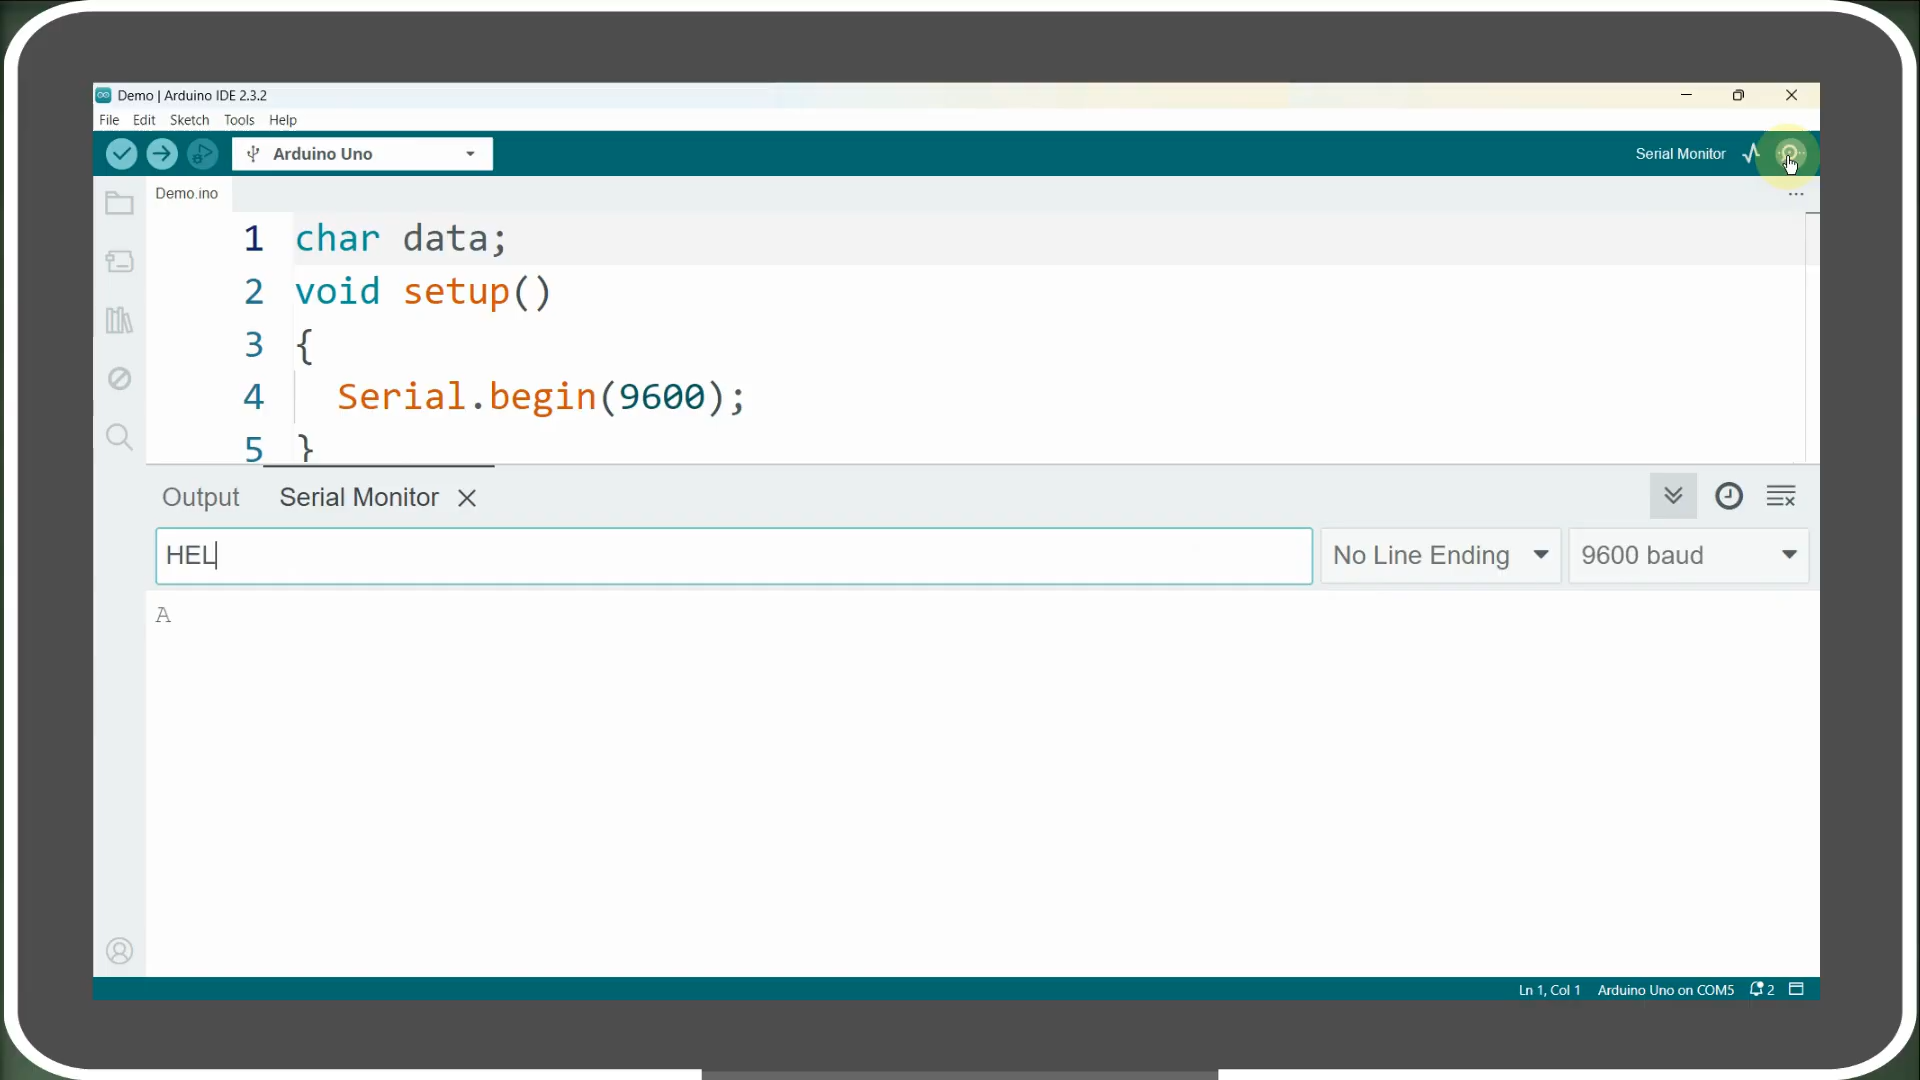 Demo | Arduino IDE 2.3.2
File Edit Sketch Tools Help
Arduino Uno
Serial Monitor
Demo.ino
1 char data;
2 void setup()
3 {
4 Serial.begin(9600);
5 }
Output Serial Monitor
HEL No Line Ending 9600 baud
A
Ln 1, Col 1 Arduino Uno on COM5 2